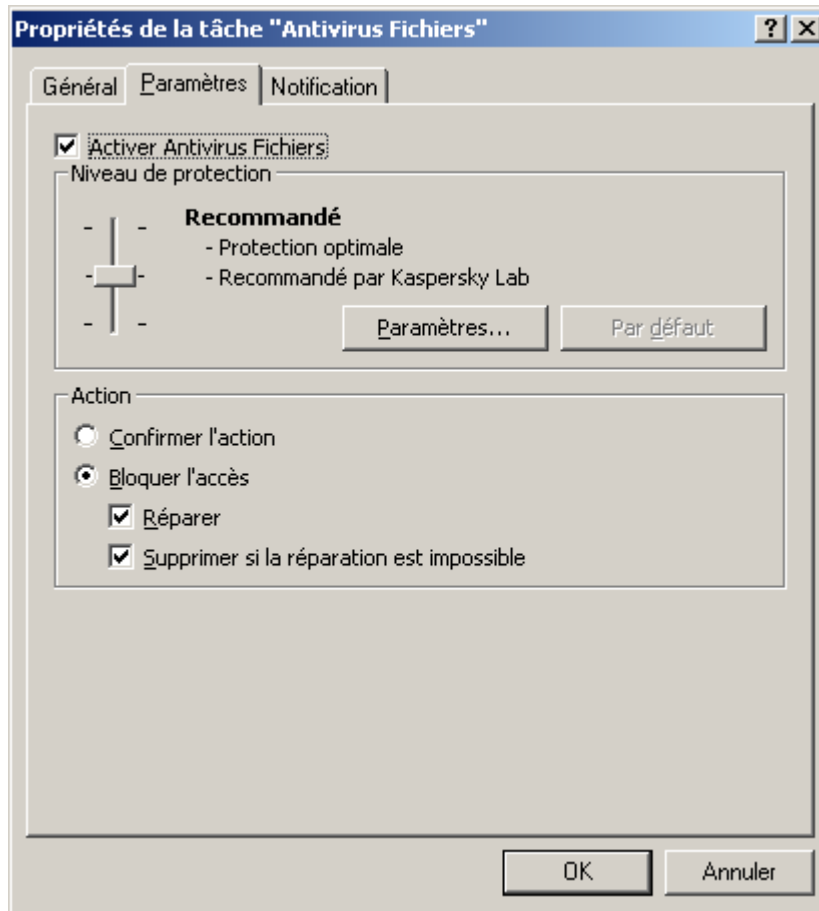 Propriétés de la tâche "Antivirus Fichiers"
Général
Paramètres
Notification
Activer Antivirus Fichiers
Niveau de protection
Recommandé
- Protection optimale
- Recommandé par Kaspersky Lab
Paramètres...
Par défaut
Action
Confirmer l'action
Bloquer l'accès
Réparer
Supprimer si la réparation est impossible
OK
Annuler